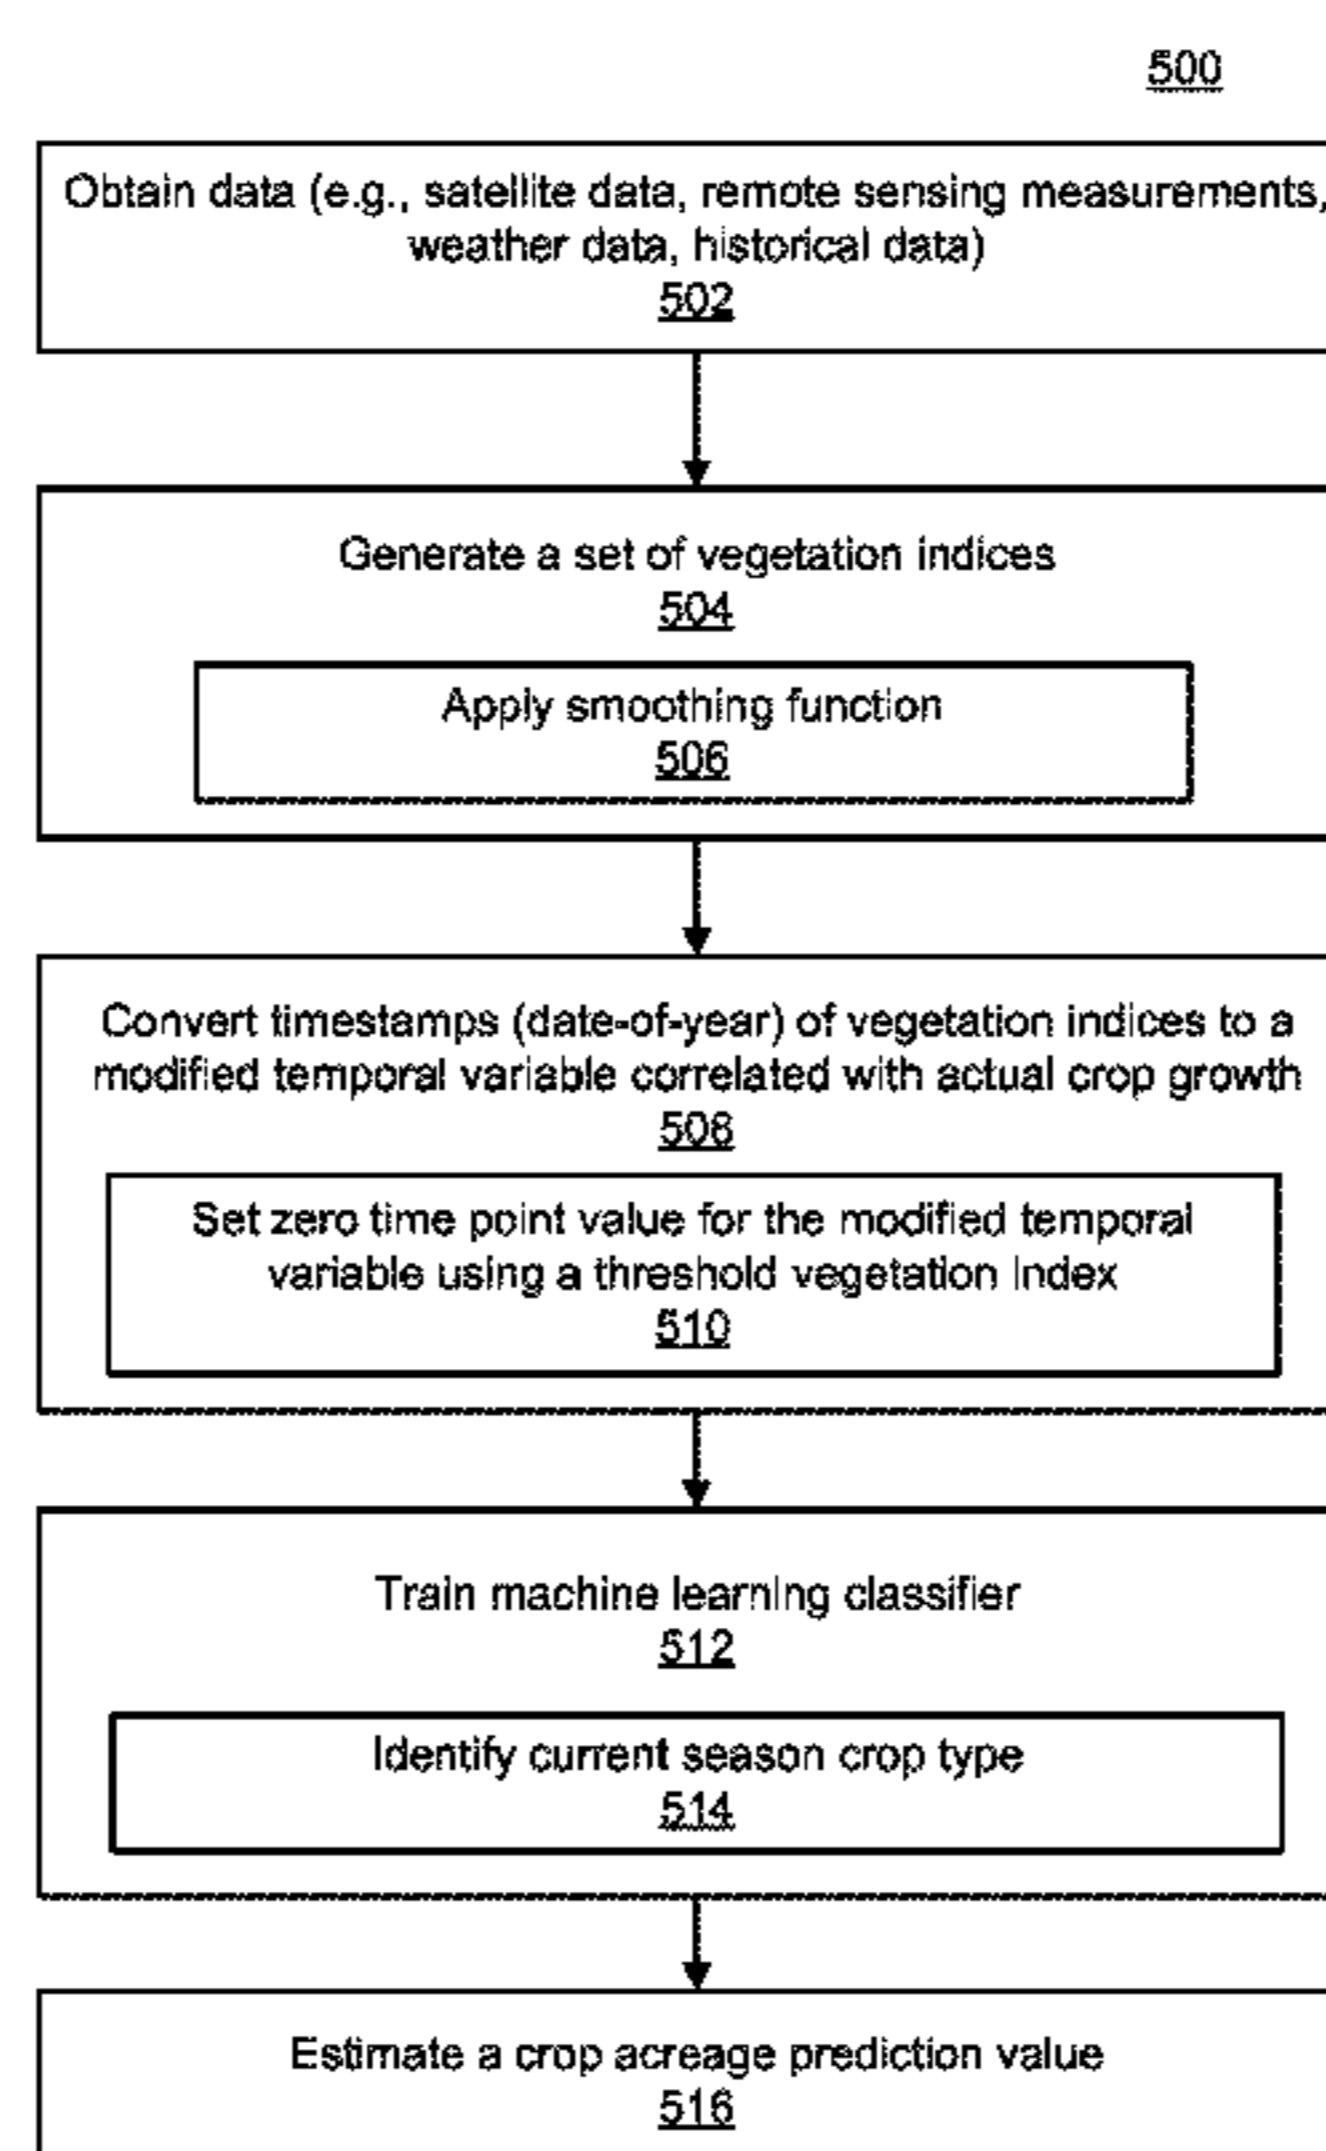 500
Obtain data (e.g., satellite data, remote sensing measurements,
weather data, historical data)
502
Generate a set of vegetation indices
504
Apply smoothing function
506
Convert timestamps (date-of-year) of vegetation indices to a
modified temporal variable correlated with actual crop growth
508
Set zero time point value for the modified temporal
variable using a threshold vegetation index
510
Train machine learning classifier
512
Identify current season crop type
514
Estimate a crop acreage prediction value
516